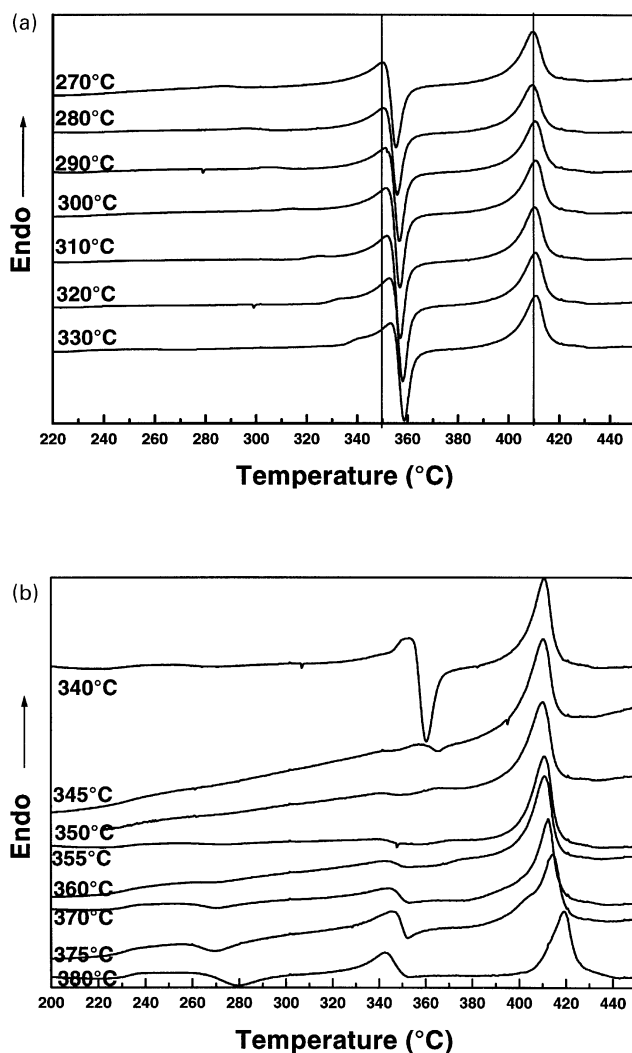 (a)
270°C
280°C
290°C
300°C
310°C
320°C
330°C
Endo
220 240 260 280 300 320 340 360 380 400 420 440
Temperature (°C)
(b)
340°C
345°C
350°C
355°C
360°C
370°C
375°C
380°C
Endo
200 220 240 260 280 300 320 340 360 380 400 420 440
Temperature (°C)